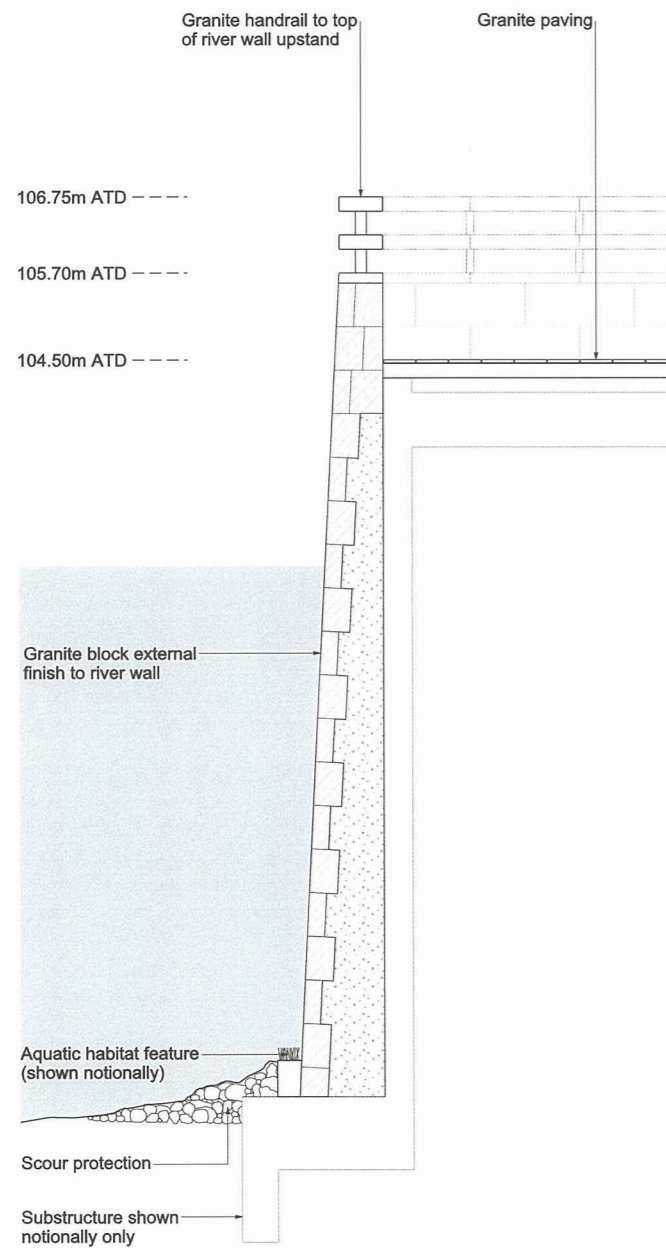 Granite handrail to top
of river wall upstand
Granite paving
106.75m ATD
105.70m ATD
104.50m ATD
Granite block external
finish to river wall
Aquatic habitat feature
(shown notionally)
Scour protection
Substructure shown
notionally only